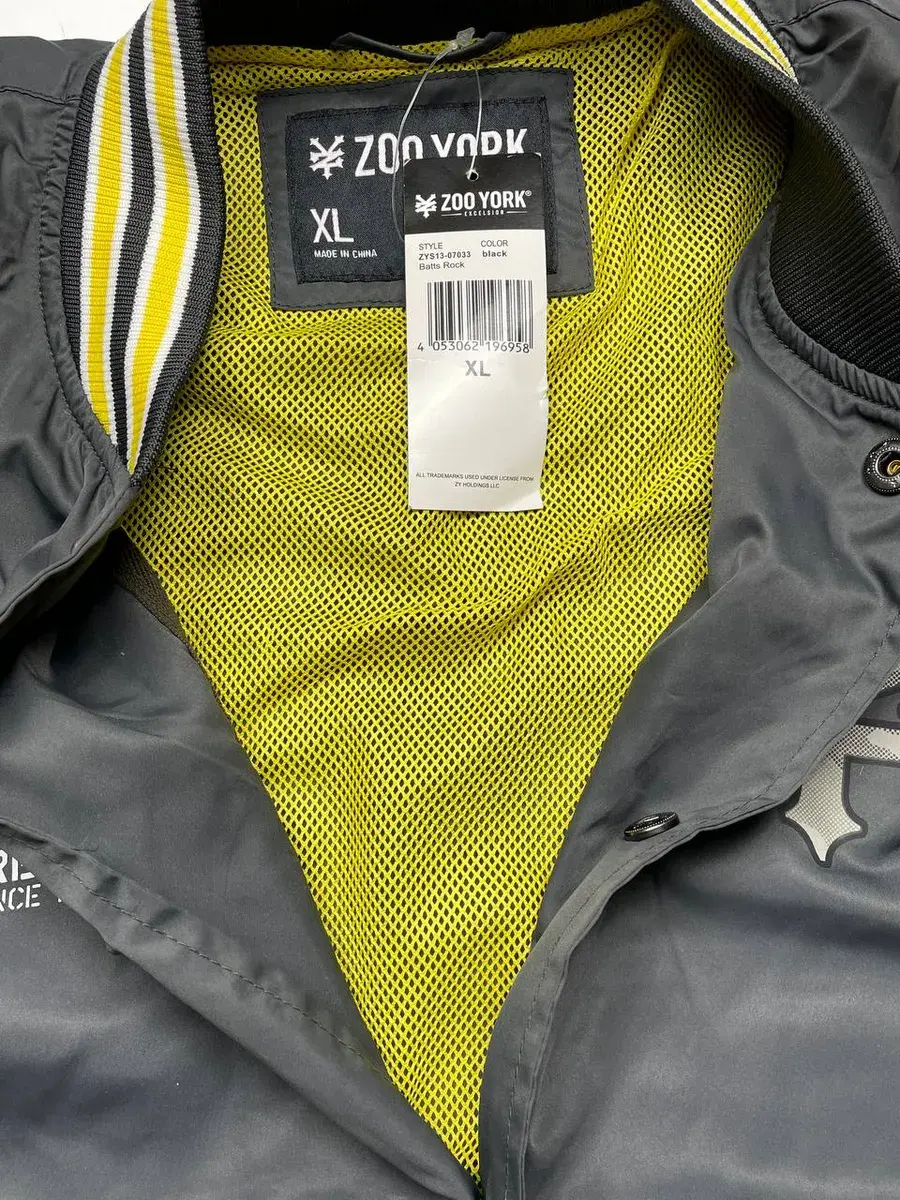 ZOO YORK
XL
MADE IN CHINA
ZOO YORK®
EXCELSIOR
STYLE COLOR
ZYS13-07033 black
Batts Rock
4 053062 196958
XL
ALL TRADEMARKS USED UNDER LICENSE FROM
ZY HOLDINGS LLC